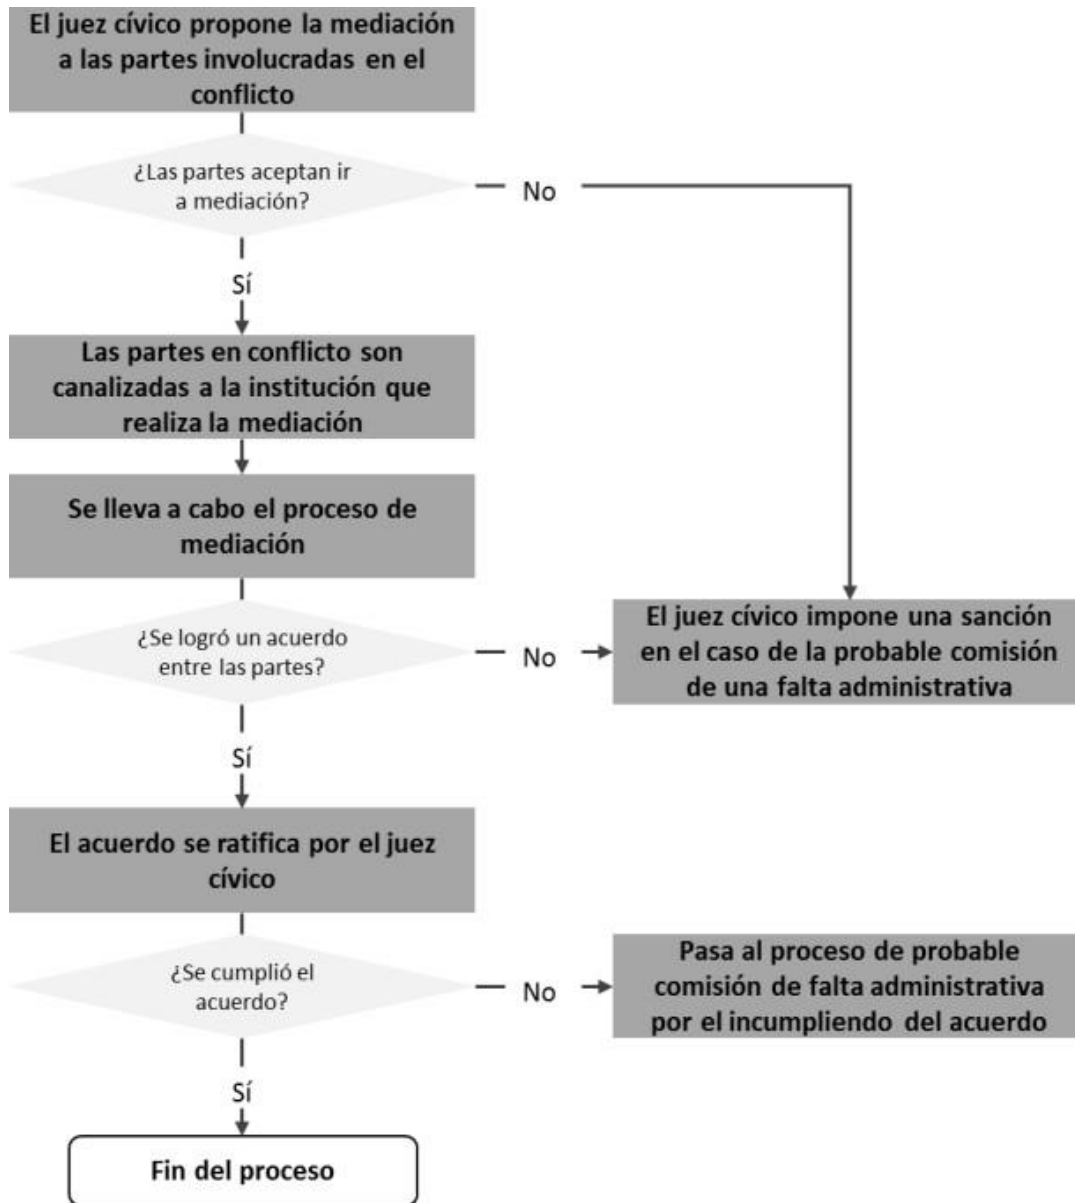 El juez cívico propone la mediación
a las partes involucradas en el
conflicto
¿Las partes aceptan ir
a mediación?
No
Sí
Las partes en conflicto son
canalizadas a la institución que
realiza la mediación
Se lleva a cabo el proceso de
mediación
¿Se logró un acuerdo
entre las partes?
No
El juez cívico impone una sanción
en el caso de la probable comisión
de una falta administrativa
Sí
El acuerdo se ratifica por el juez
cívico
¿Se cumplió el
acuerdo?
No
Pasa al proceso de probable
comisión de falta administrativa
por el incumpliendo del acuerdo
Sí
Fin del proceso